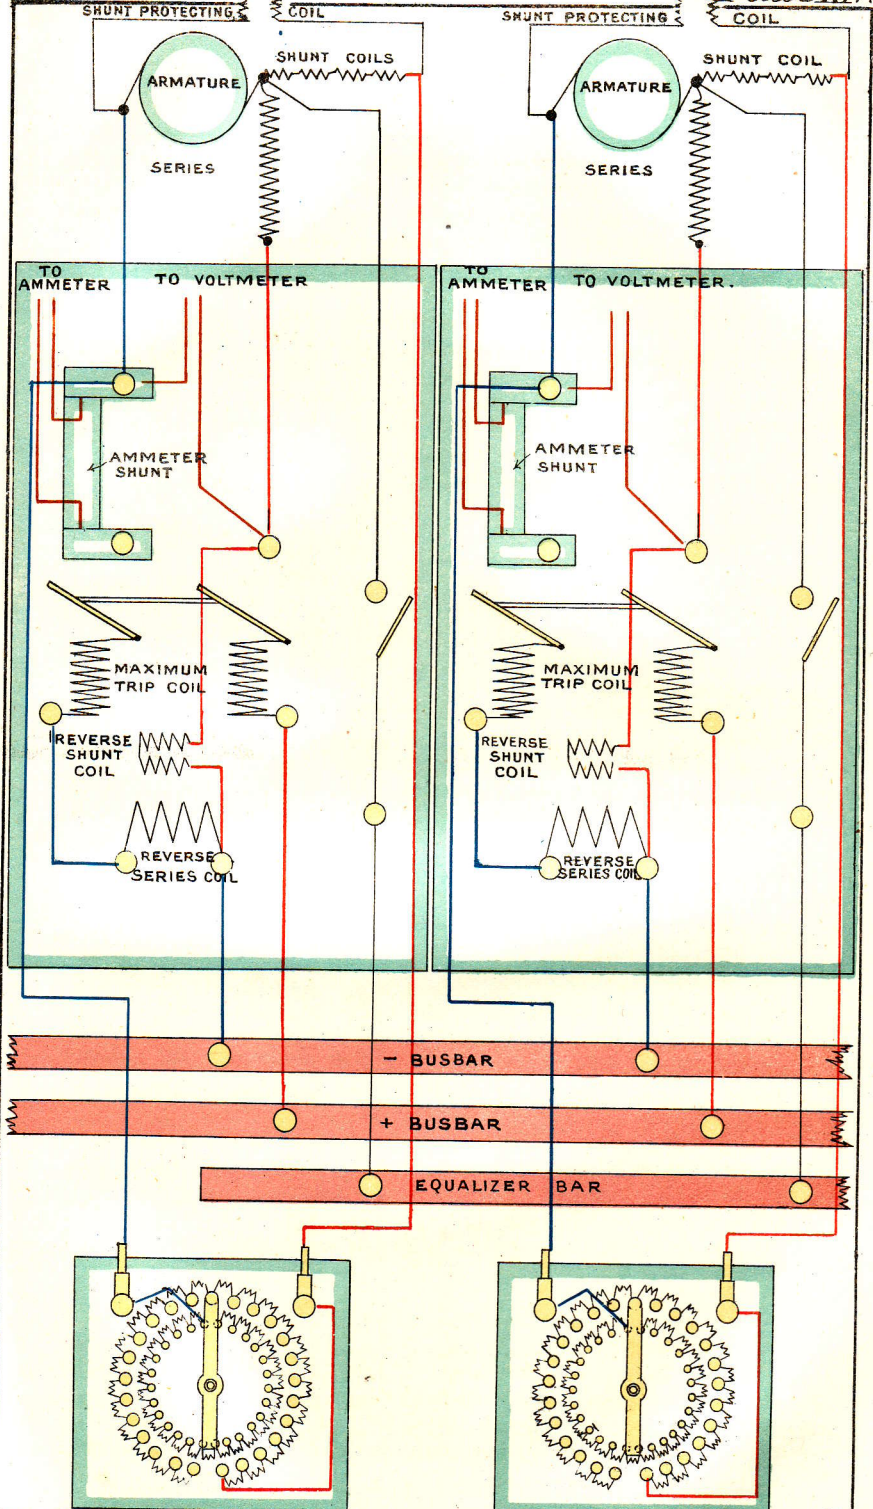 SHUNT PROTECTING COIL
SHUNT COILS
ARMATURE
SERIES
TO AMMETER
TO VOLTMETER
AMMETER
SHUNT
MAXIMUM
TRIP COIL
REVERSE
SHUNT
COIL
REVERSE
SERIES COIL
SHUNT PROTECTING COIL
SHUNT COIL
ARMATURE
SERIES
TO AMMETER
TO VOLTMETER.
AMMETER
SHUNT
MAXIMUM
TRIP COIL
REVERSE
SHUNT
COIL
REVERSE
SERIES COIL
− BUSBAR
+ BUSBAR
EQUALIZER BAR